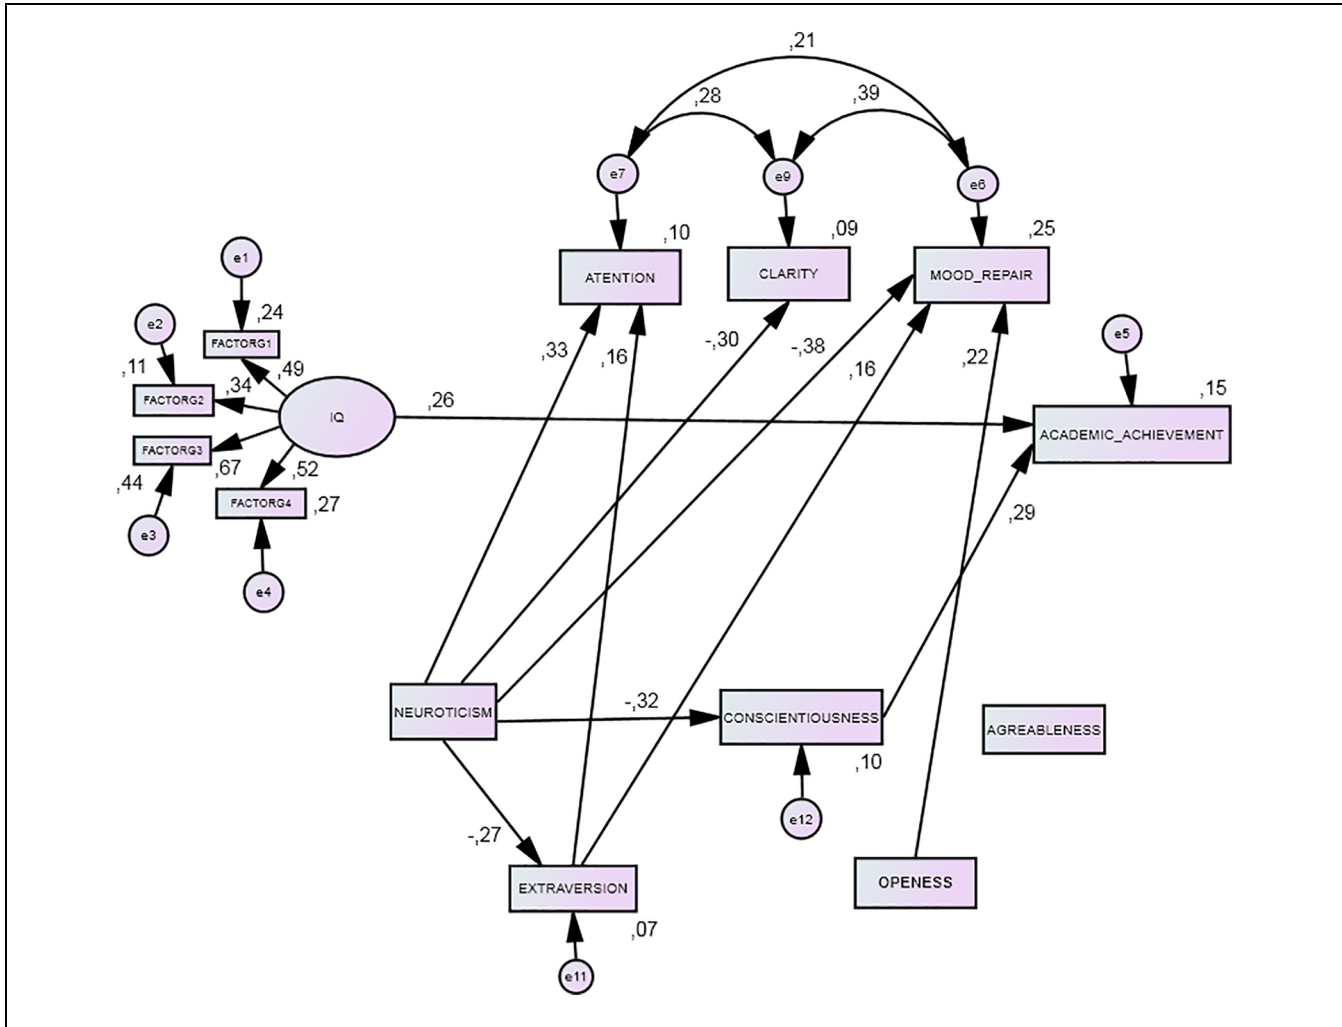 ,21
,28
,39
e7
e9
e6
,10
,09
,25
ATENTION
CLARITY
MOOD_REPAIR
e1
,24
e2
FACTORG1
,11
,49
,34
FACTORG2
IQ
FACTORG3
,67
,52
,44
FACTORG4
,27
e3
e4
,33
,16
-,30
-,38
,16
,22
,26
e5
,15
ACADEMIC_ACHIEVEMENT
,29
NEUROTICISM
-,32
CONSCIENTIOUSNESS
,10
AGREABLENESS
e12
-,27
EXTRAVERSION
,07
OPENESS
e11